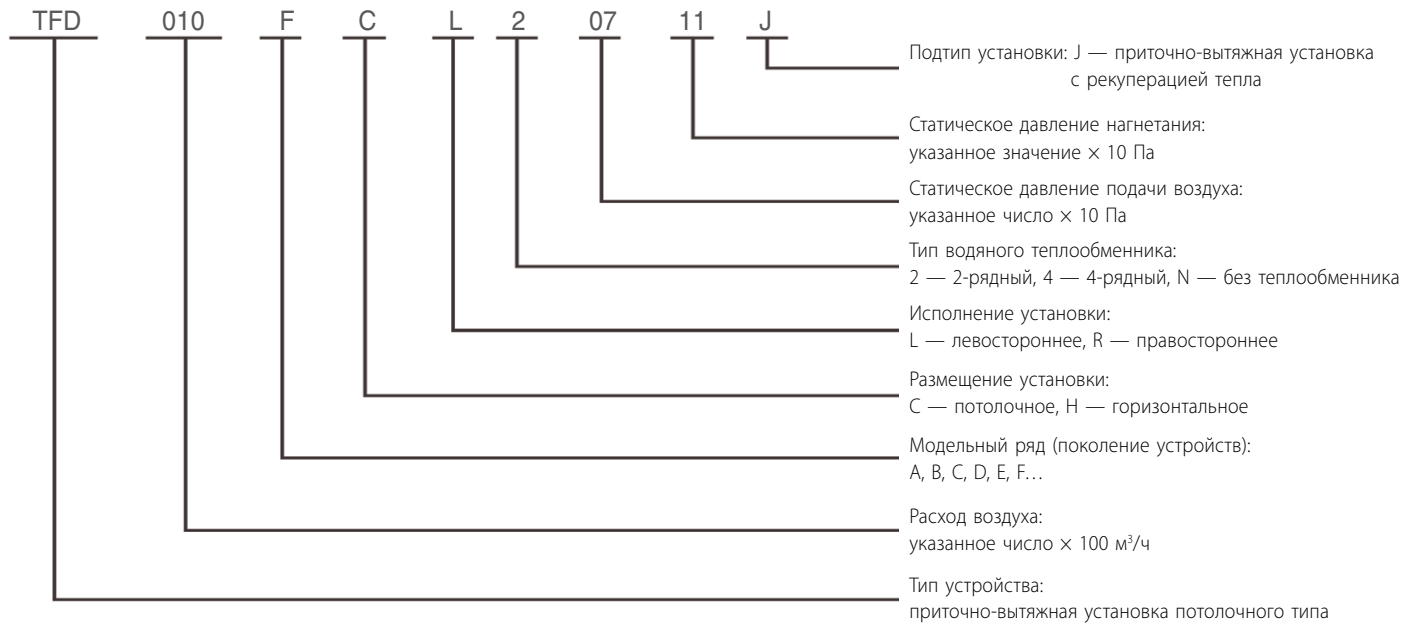 TFD 010 F C L 2 07 11 J
Подтип установки: J — приточно-вытяжная установка
с рекуперацией тепла
Статическое давление нагнетания:
указанное значение × 10 Па
Статическое давление подачи воздуха:
указанное число × 10 Па
Тип водяного теплообменника:
2 — 2-рядный, 4 — 4-рядный, N — без теплообменника
Исполнение установки:
L — левостороннее, R — правостороннее
Размещение установки:
C — потолочное, H — горизонтальное
Модельный ряд (поколение устройств):
A, B, C, D, E, F…
Расход воздуха:
указанное число × 100 м³/ч
Тип устройства:
приточно-вытяжная установка потолочного типа